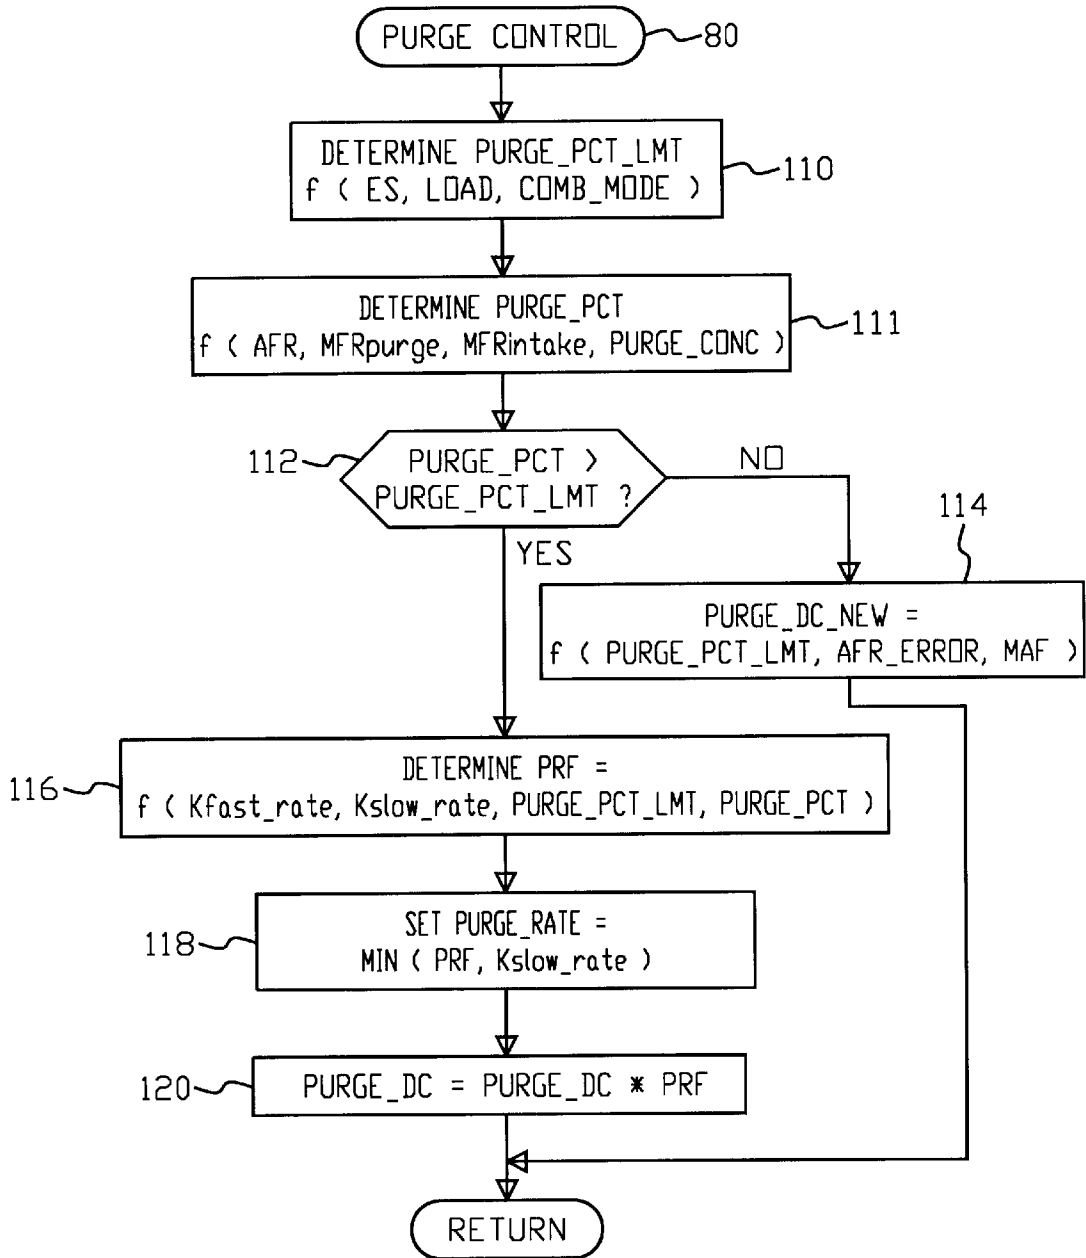 PURGE CONTROL
80
DETERMINE PURGE_PCT_LMT
f ( ES, LOAD, COMB_MODE )
110
DETERMINE PURGE_PCT
f ( AFR, MFRpurge, MFRintake, PURGE_CONC )
111
112
PURGE_PCT >
PURGE_PCT_LMT ?
NO
YES
114
PURGE_DC_NEW =
f ( PURGE_PCT_LMT, AFR_ERROR, MAF )
116
DETERMINE PRF =
f ( Kfast_rate, Kslow_rate, PURGE_PCT_LMT, PURGE_PCT )
118
SET PURGE_RATE =
MIN ( PRF, Kslow_rate )
120
PURGE_DC = PURGE_DC * PRF
RETURN